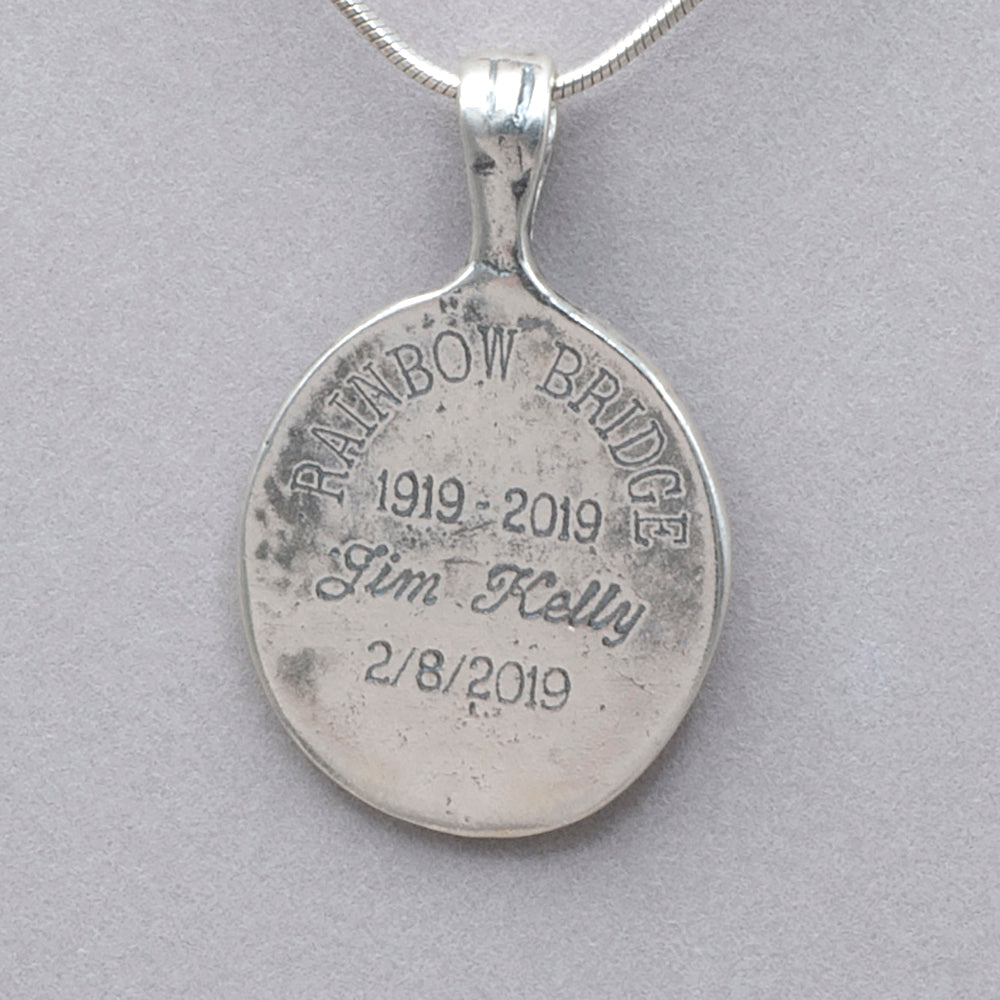 RAINBOW BRIDGE
1919 - 2019
Jim Kelly
2/8/2019